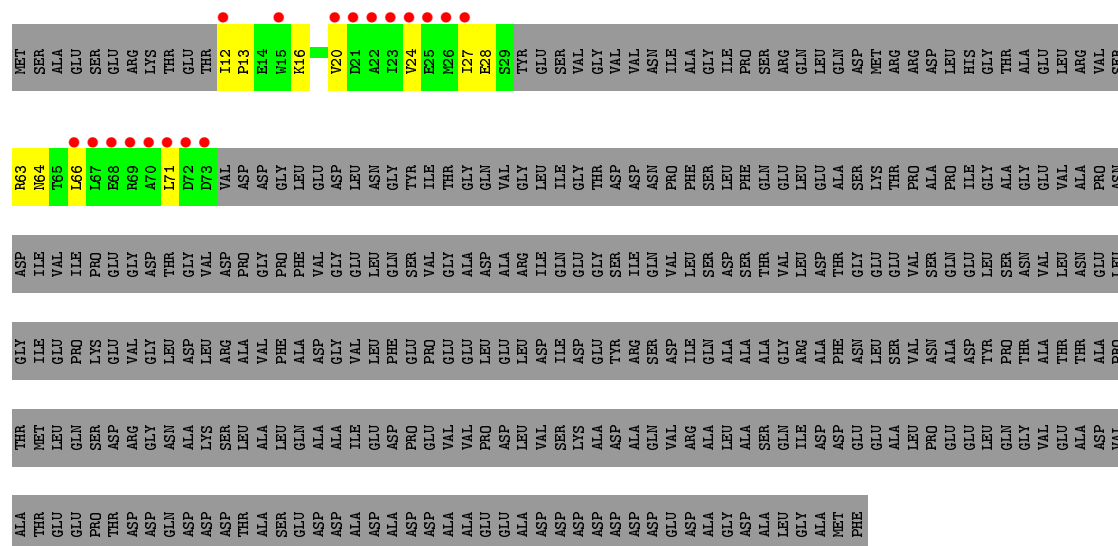 MET SER ALA GLU SER GLU ARG LYS THR GLU THR I12 P13 E14 W15 K16 V20 D21 A22 I23 V24 E25 M26 I27 E28 S29 TYR GLU SER VAL GLY VAL VAL ASN ILE ALA GLY ILE PRO SER ARG GLN LEU GLN ASP MET ARG ARG ASP LEU HIS GLY THR ALA GLU LEU ARG VAL SER
R63 N64 T65 L66 L67 E68 R69 A70 L71 D72 D73 VAL ASP ASP GLY LEU GLU ASP LEU ASN GLY TYR ILE THR GLY GLN VAL GLY LEU ILE GLY THR ASP ASP ASN PRO PHE SER LEU PHE GLN GLU LEU GLU ALA SER LYS THR PRO ALA PRO ILE GLY ALA GLY GLU VAL ALA PRO ASN
ASP ILE VAL ILE PRO GLU GLY ASP THR GLY VAL ASP PRO GLY PRO PHE VAL GLY GLU LEU GLN SER VAL GLY ALA ASP ALA ARG ILE GLN GLU GLY SER ILE GLN VAL LEU SER ASP SER THR VAL LEU ASP THR GLY GLU GLU VAL SER GLN GLU LEU SER ASN VAL LEU ASN GLU LEU
GLY ILE GLU PRO LYS GLU VAL GLY LEU ASP LEU ARG ALA VAL PHE ALA ASP GLY VAL LEU PHE GLU PRO GLU GLU LEU GLU LEU ASP ILE ASP GLU TYR ARG SER ASP ILE GLN ALA ALA ALA GLY ARG ALA PHE ASN LEU SER VAL ASN ALA ASP TYR PRO THR ALA THR THR ALA PRO
THR MET LEU GLN SER ASP ARG GLY ASN ALA LYS SER LEU ALA LEU GLN ALA ALA ILE GLU ASP PRO GLU VAL VAL PRO ASP LEU VAL SER LYS ALA ASP ALA GLN VAL ARG ALA LEU ALA SER GLN ILE ASP ASP GLU GLU ALA LEU PRO GLU GLU LEU GLN GLY VAL GLU ALA ASP VAL
ALA THR GLU GLU PRO THR ASP ASP GLN ASP ASP ASP THR ALA SER GLU ASP ASP ALA ASP ALA ASP ASP ALA ALA GLU GLU ALA ASP ASP ASP ASP ASP ASP ASP GLU ASP ALA GLY ASP ALA LEU GLY ALA MET PHE